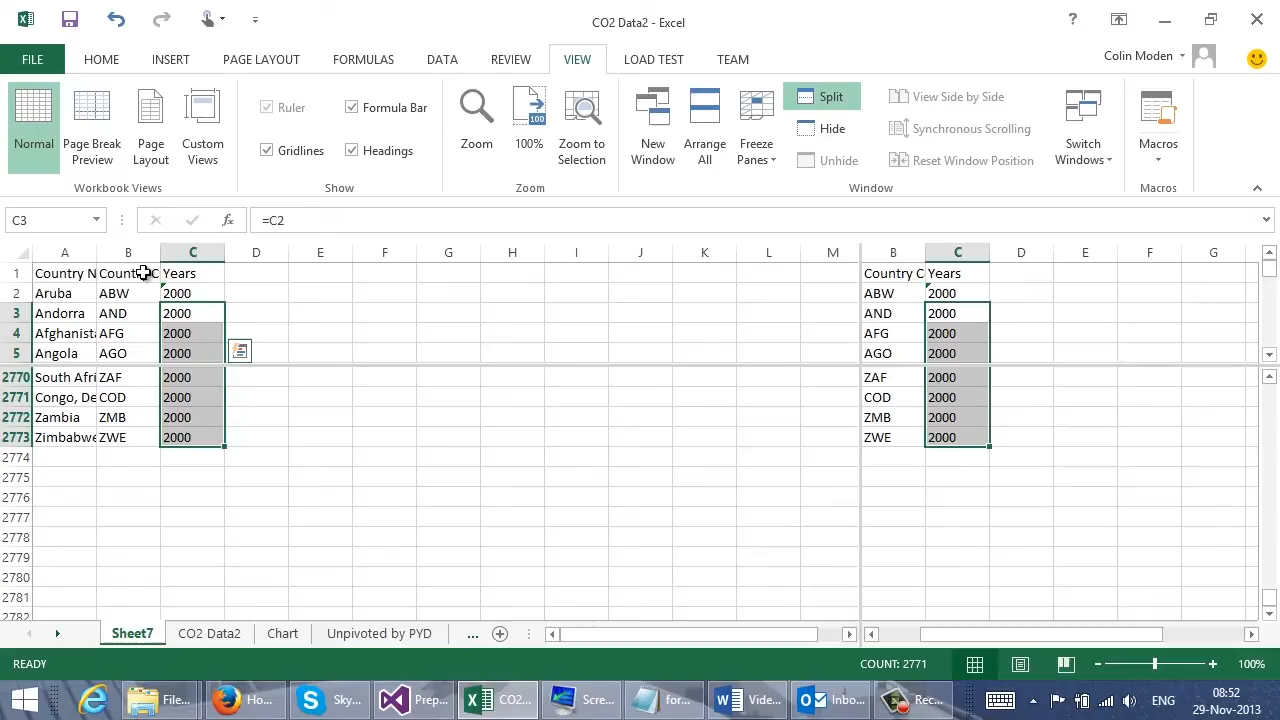 CO2 Data2 - Excel
FILE HOME INSERT PAGE LAYOUT FORMULAS DATA REVIEW VIEW LOAD TEST TEAM Colin Moden
Normal Page Break Preview Page Layout Custom Views
Workbook Views
Ruler Formula Bar
Gridlines Headings
Show
Zoom 100 100% Zoom to Selection
Zoom
New Window Arrange All Freeze Panes
Split View Side by Side
Hide Synchronous Scrolling
Unhide Reset Window Position
Switch Windows
Window
Macros
Macros
C3 fx =C2
A B C D E F G H I J K L M B C D E F G
1 Country N Country C Years Country C Years
2 Aruba ABW 2000 ABW 2000
3 Andorra AND 2000 AND 2000
4 Afghanista AFG 2000 AFG 2000
5 Angola AGO 2000 AGO 2000
2770 South Afri ZAF 2000 ZAF 2000
2771 Congo, De COD 2000 COD 2000
2772 Zambia ZMB 2000 ZMB 2000
2773 Zimbabwe ZWE 2000 ZWE 2000
2774
2775
2776
2777
2778
2779
2780
2781
2782
Sheet7 CO2 Data2 Chart Unpivoted by PYD ...
READY COUNT: 2771 100%
File... Ho... Sky... Prep... CO2... Scre... for... Vide... Inbo... Rec... ENG 08:52
29-Nov-2013